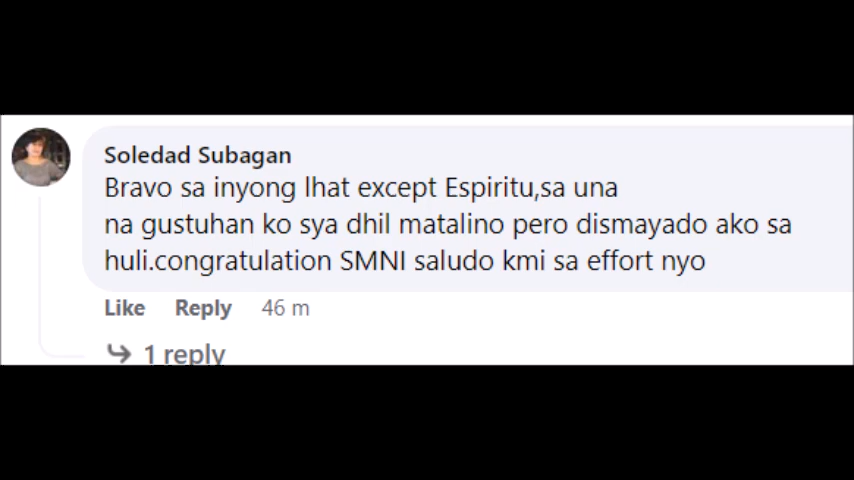 Soledad Subagan
Bravo sa inyong lhat except Espiritu,sa una
na gustuhan ko sya dhil matalino pero dismayado ako sa
huli.congratulation SMNI saludo kmi sa effort nyo
Like Reply 46 m
1 reply